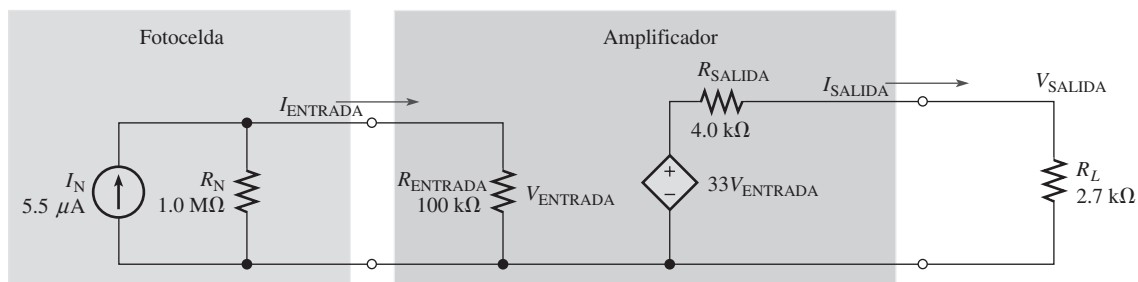 Fotocelda
Amplificador
I_N
5.5 μA
R_N
1.0 MΩ
I_ENTRADA
R_ENTRADA
100 kΩ
V_ENTRADA
R_SALIDA
4.0 kΩ
+
−
33V_ENTRADA
I_SALIDA
V_SALIDA
R_L
2.7 kΩ